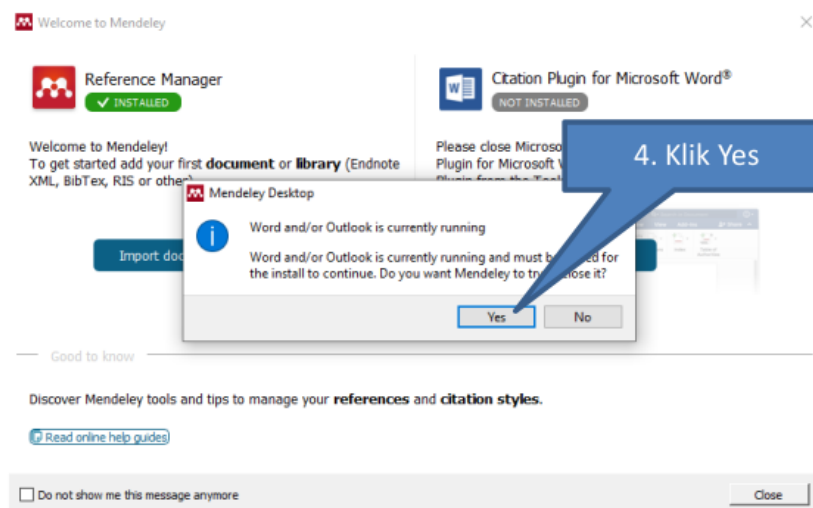 Welcome to Mendeley
Reference Manager
INSTALLED
Citation Plugin for Microsoft Word®
NOT INSTALLED
Welcome to Mendeley!
To get started add your first document or library (Endnote
XML, BibTex, RIS or other)
Please close Microso
Plugin for Microsoft
4. Klik Yes
Mendeley Desktop
Word and/or Outlook is currently running
Word and/or Outlook is currently running and must be for
the install to continue. Do you want Mendeley to try close it?
Import doc
Yes
No
Good to know
Discover Mendeley tools and tips to manage your references and citation styles.
Read online help guides
Do not show me this message anymore
Close